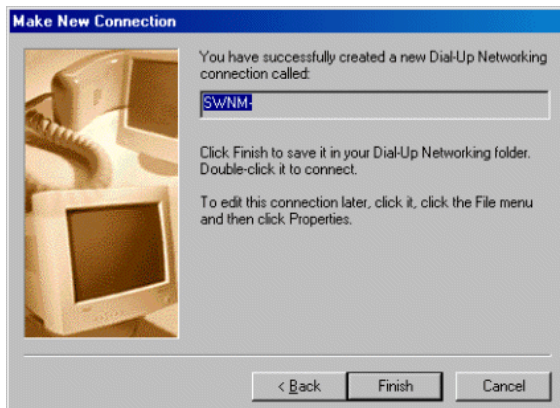 Make New Connection
You have successfully created a new Dial-Up Networking
connection called:
SWNM-
Click Finish to save it in your Dial-Up Networking folder.
Double-click it to connect.
To edit this connection later, click it, click the File menu
and then click Properties.
< Back
Finish
Cancel